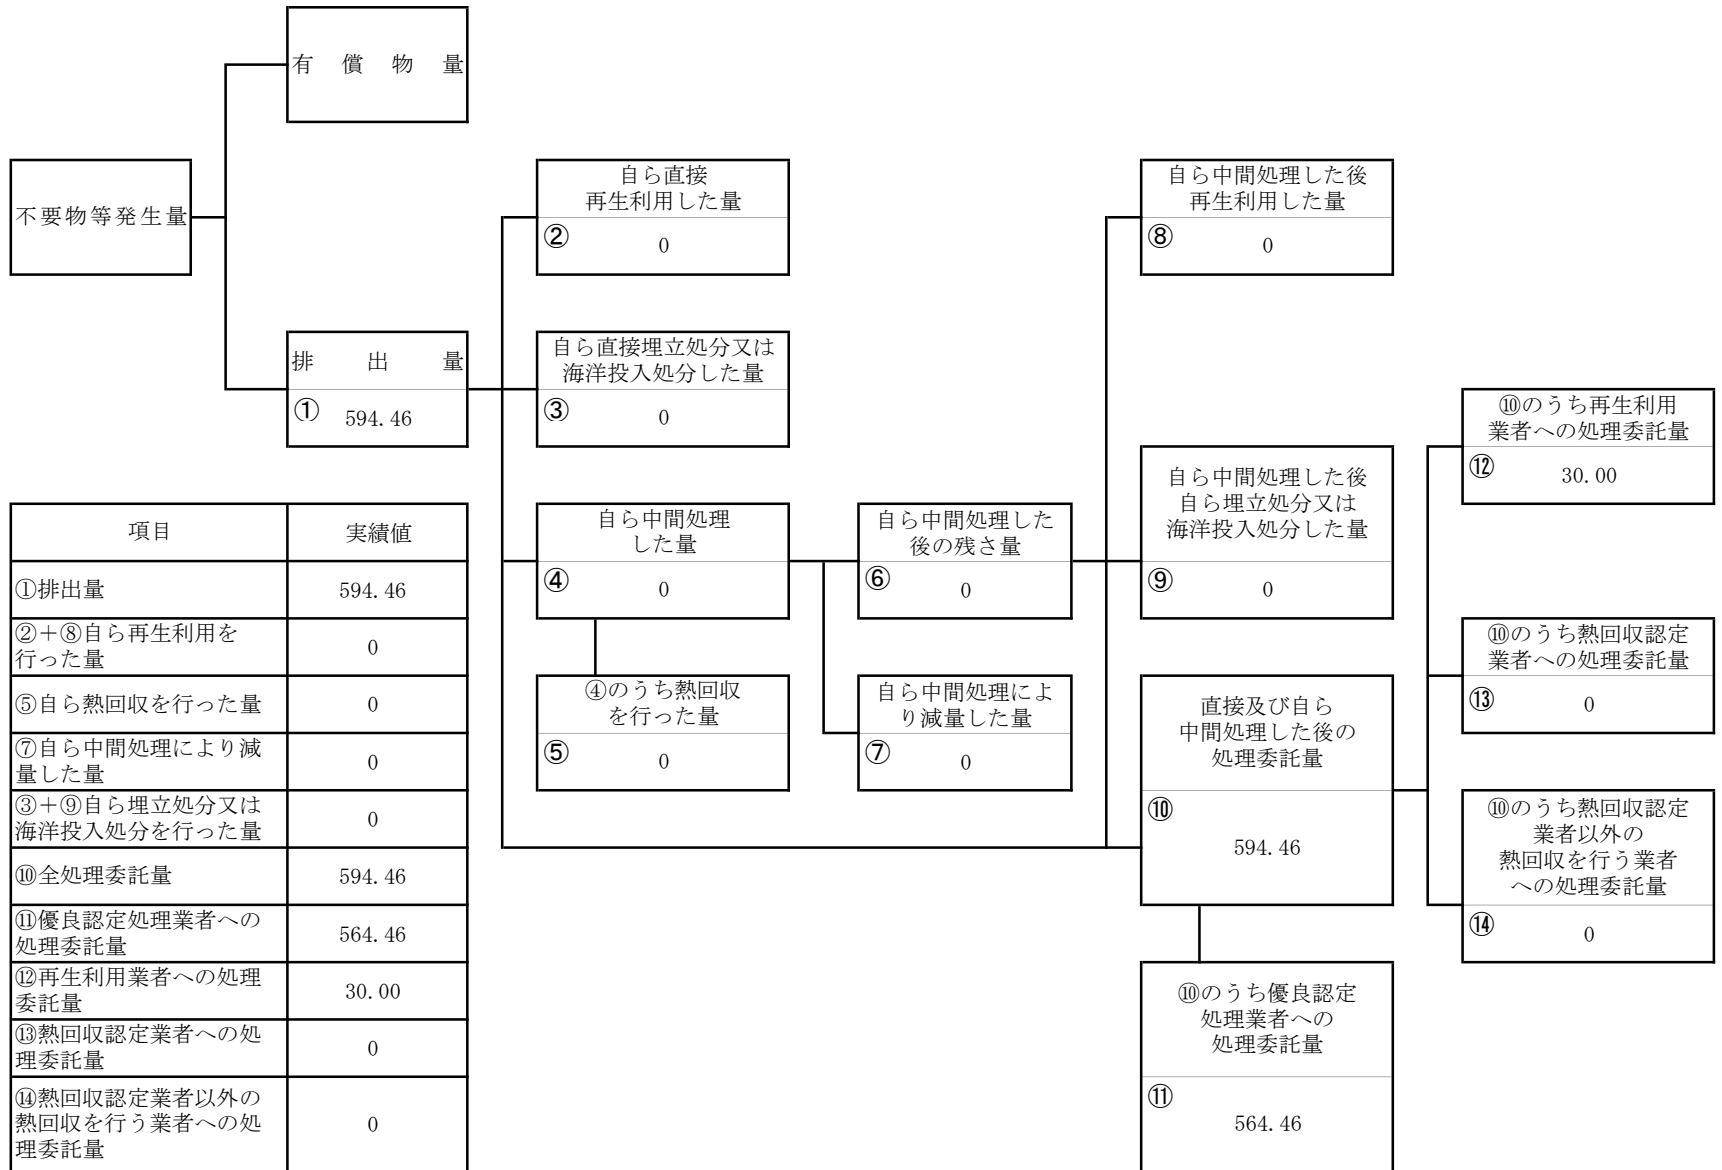 有償物量
不要物等発生量
自ら直接
再生利用した量
②
0
自ら中間処理した後
再生利用した量
⑧
0
排出量
①
594.46
自ら直接埋立処分又は
海洋投入処分した量
③
0
⑩のうち再生利用
業者への処理委託量
⑫
30.00
自ら中間処理
した量
④
0
自ら中間処理した
後の残さ量
⑥
0
自ら中間処理した後
自ら埋立処分又は
海洋投入処分した量
⑨
0
⑩のうち熱回収認定
業者への処理委託量
⑬
0
④のうち熱回収
を行った量
⑤
0
自ら中間処理によ
り減量した量
⑦
0
直接及び自ら
中間処理した後の
処理委託量
⑩
594.46
⑩のうち熱回収認定
業者以外の
熱回収を行う業者
への処理委託量
⑭
0
⑩のうち優良認定
処理業者への
処理委託量
⑪
564.46
項目 実績値
①排出量 594.46
②＋⑧自ら再生利用を
行った量 0
⑤自ら熱回収を行った量 0
⑦自ら中間処理により減
量した量 0
③＋⑨自ら埋立処分又は
海洋投入処分を行った量 0
⑩全処理委託量 594.46
⑪優良認定処理業者への
処理委託量 564.46
⑫再生利用業者への処理
委託量 30.00
⑬熱回収認定業者への処
理委託量 0
⑭熱回収認定業者以外の
熱回収を行う業者への処
理委託量 0